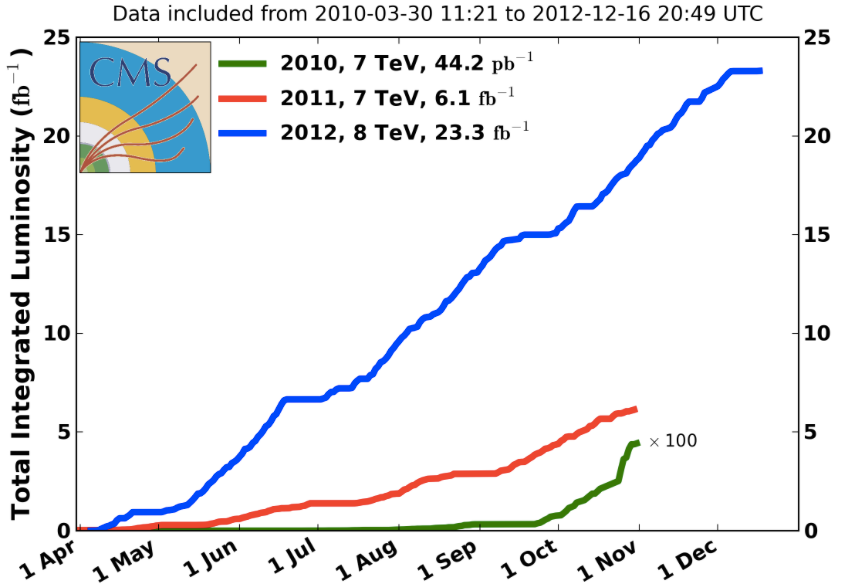 Data included from 2010-03-30 11:21 to 2012-12-16 20:49 UTC
CMS
2010, 7 TeV, 44.2 pb⁻¹
2011, 7 TeV, 6.1 fb⁻¹
2012, 8 TeV, 23.3 fb⁻¹
Total Integrated Luminosity (fb⁻¹)
25
20
15
10
5
0
25
20
15
10
5
0
× 100
1 Apr
1 May
1 Jun
1 Jul
1 Aug
1 Sep
1 Oct
1 Nov
1 Dec